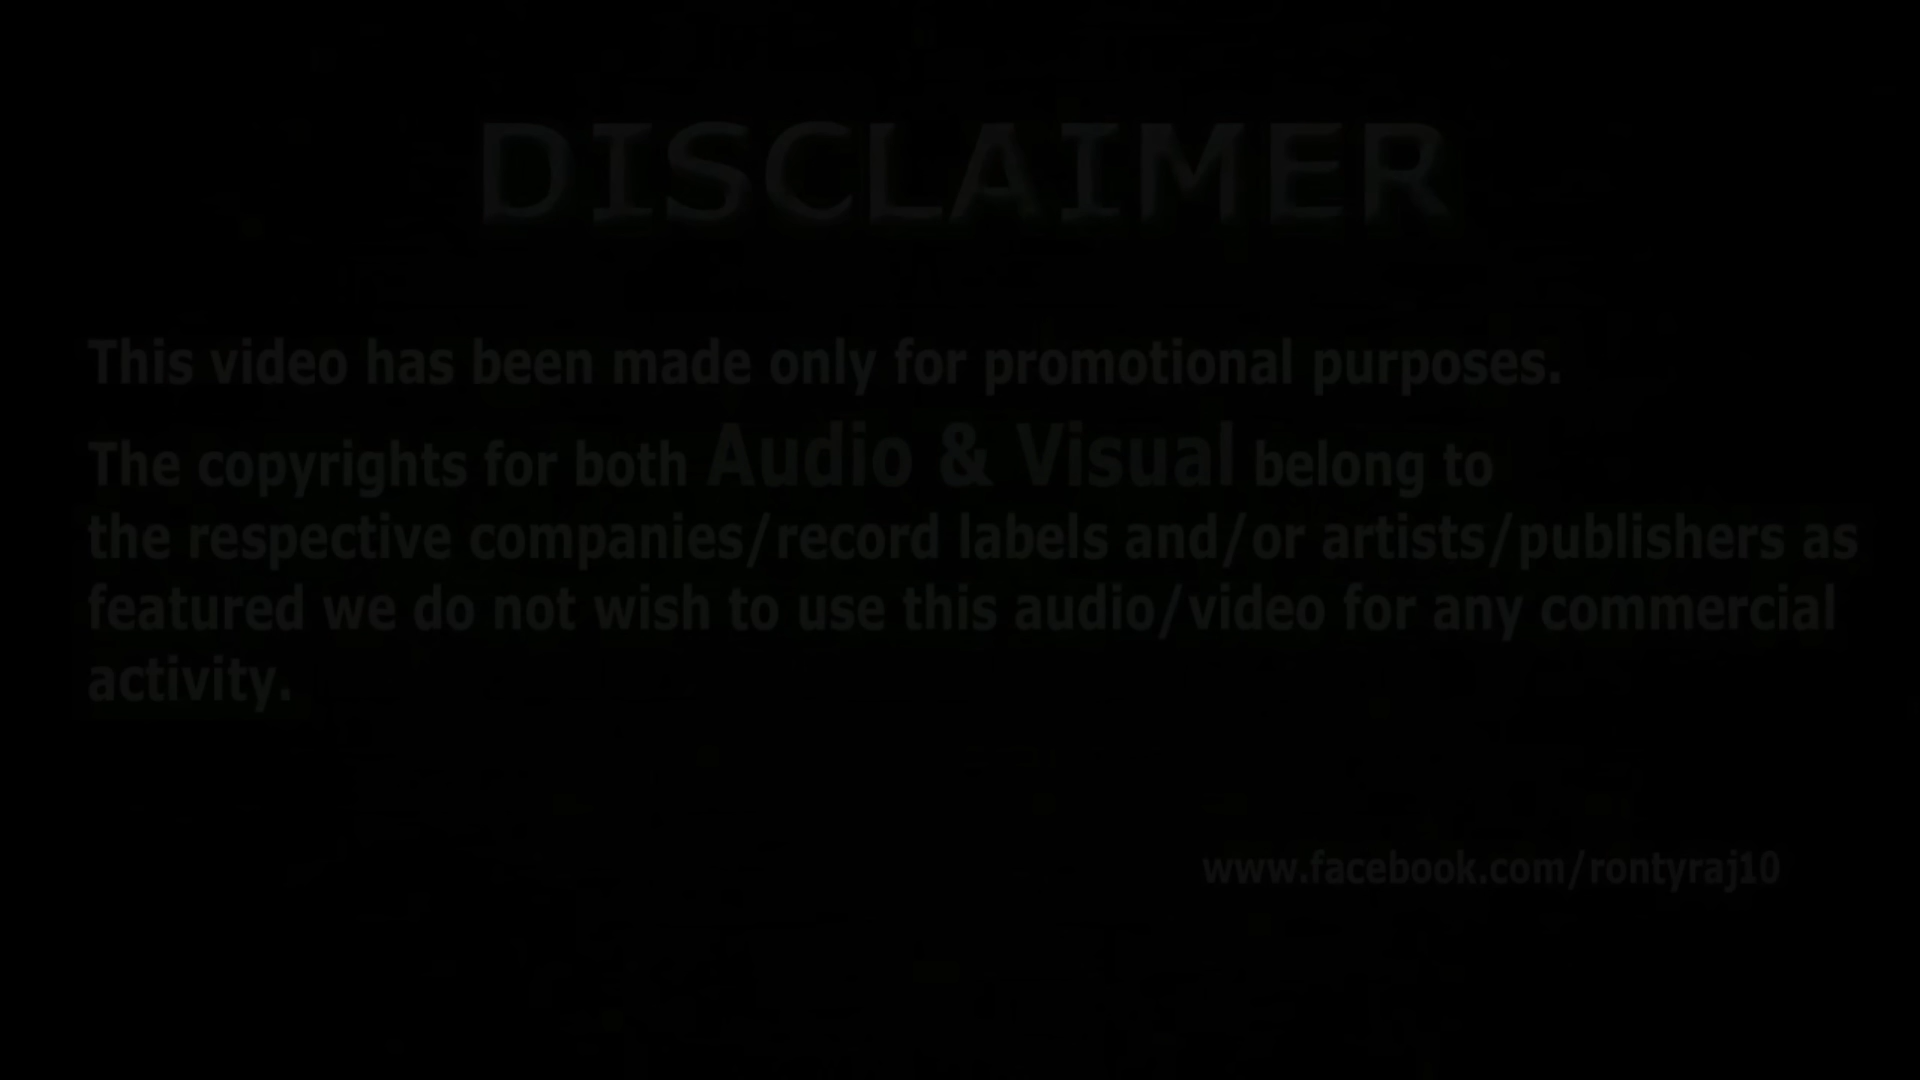 DISCLAIMER
This video has been made only for promotional purposes.
The copyrights for both Audio & Visual belong to
the respective companies/record labels and/or artists/publishers as
featured we do not wish to use this audio/video for any commercial
activity.
www.facebook.com/rontyraj10